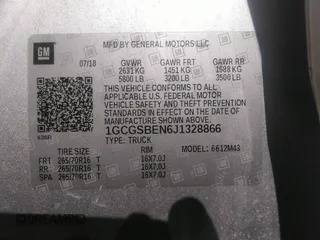 GM
MFD BY GENERAL MOTORS LLC
07/18 GVWR GAWR FRT GAWR RR
2631 KG 1451 KG 1588 KG
5800 LB 3200 LB 3500 LB
THIS VEHICLE CONFORMS TO ALL
APPLICABLE U.S. FEDERAL MOTOR
VEHICLE SAFETY AND THEFT PREVENTION
STANDARDS IN EFFECT ON THE DATE OF
MANUFACTURE SHOWN ABOVE.
1GCGSBEN6J1328866
TYPE: TRUCK
TIRE SIZE RIM MODEL: 6612M43
FRT 265/70R16 T 16X7.0J
RR 265/70R16 T 16X7.0J
SPA 265/70R16 T 16X7.0J